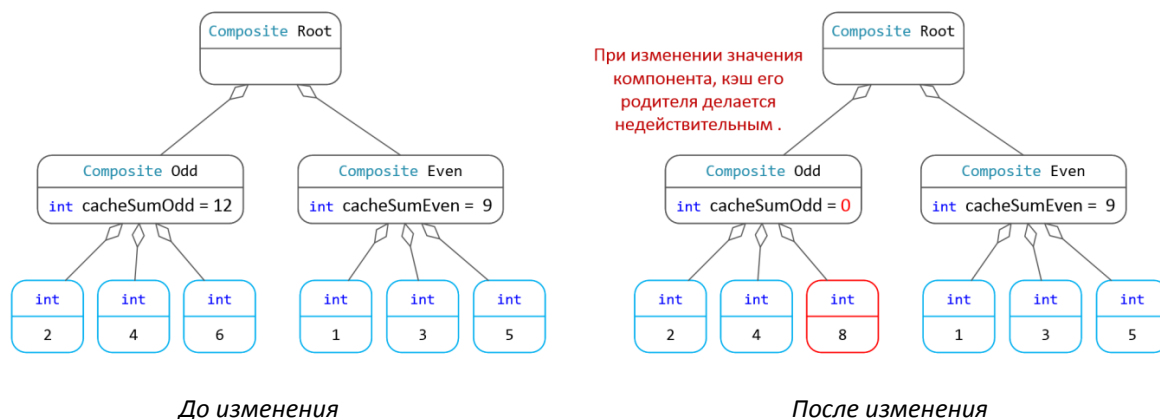 Composite Root
Composite Odd
int cacheSumOdd = 12
Composite Even
int cacheSumEven = 9
int
2
int
4
int
6
int
1
int
3
int
5
До изменения
Composite Root
При изменении значения
компонента, кэш его
родителя делается
недействительным .
Composite Odd
int cacheSumOdd = 0
Composite Even
int cacheSumEven = 9
int
2
int
4
int
8
int
1
int
3
int
5
После изменения